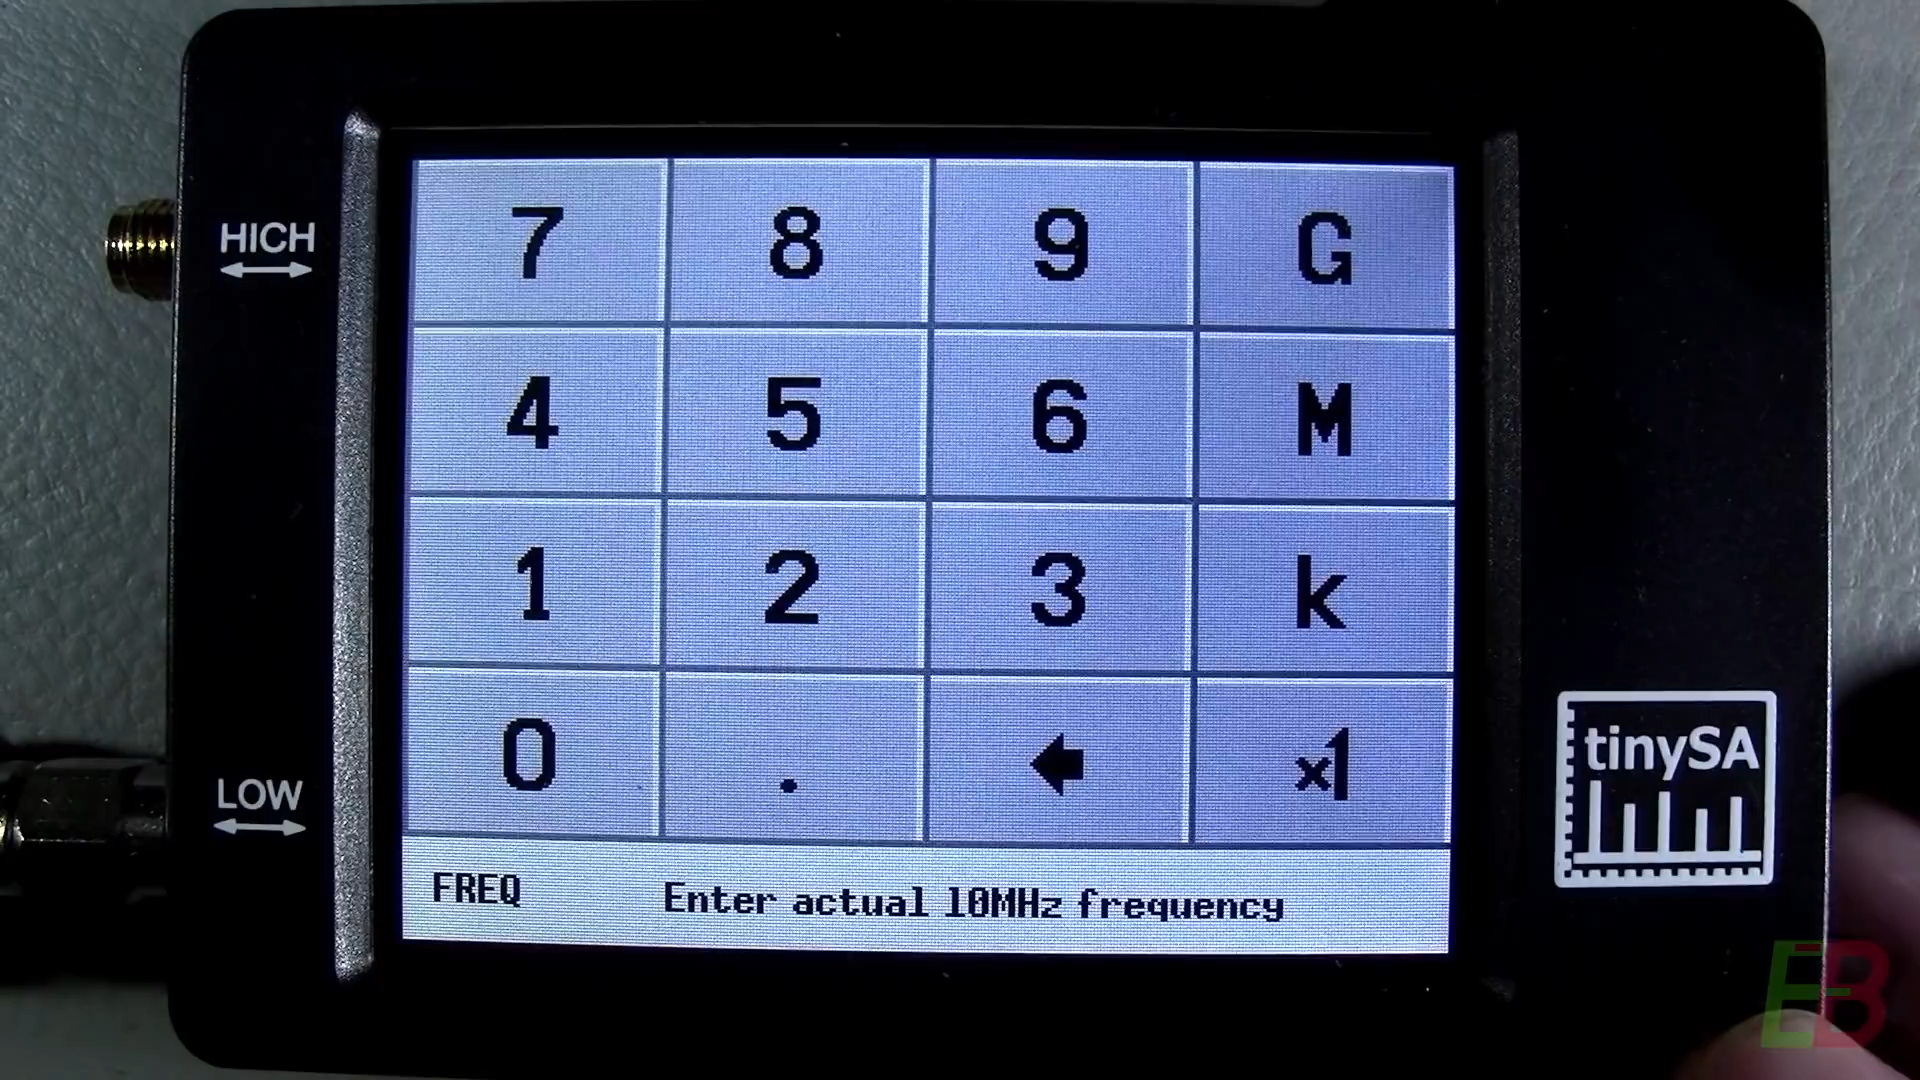 HIGH
7 8 9 G
4 5 6 M
1 2 3 k
0 . x1
LOW
tinySA
FREQ Enter actual 10MHz frequency
EB